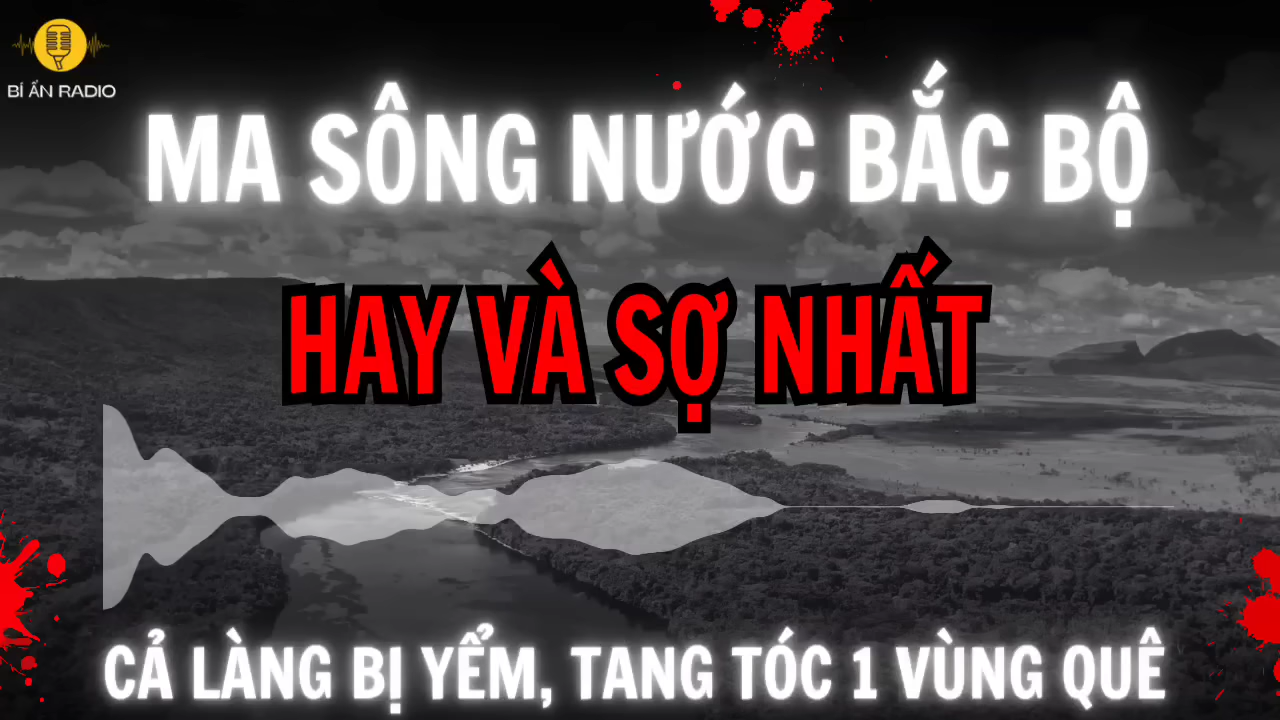 BÍ ẨN RADIO
MA SÔNG NƯỚC BẮC BỘ
HAY VÀ SỢ NHẤT
CẢ LÀNG BỊ YỂM, TANG TÓC 1 VÙNG QUÊ